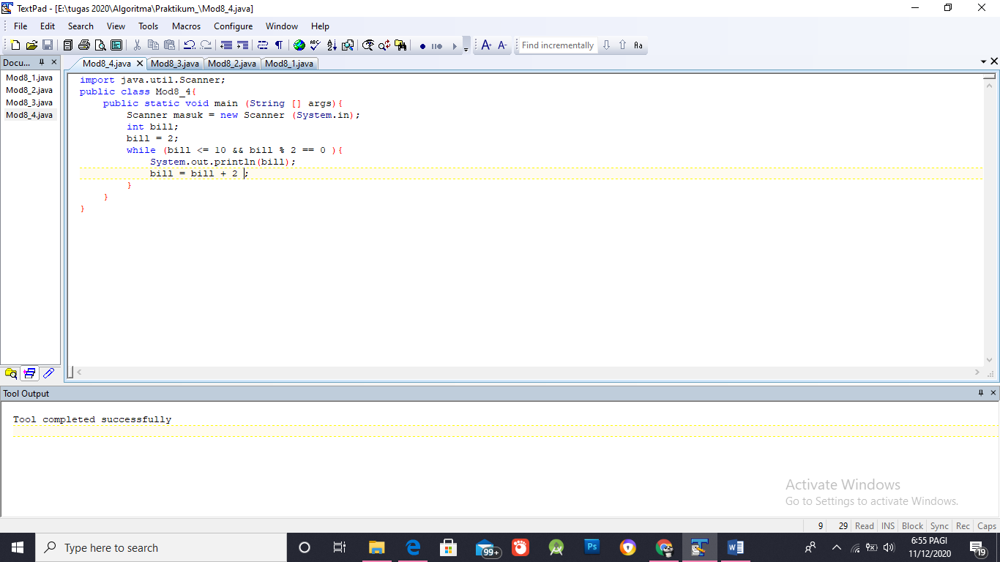 TextPad - [E:\tugas 2020\Algoritma\Praktikum_\Mod8_4.java]
File Edit Search View Tools Macros Configure Window Help
Find incrementally
Aa
Docu...
Mod8_4.java Mod8_3.java Mod8_2.java Mod8_1.java
Mod8_1.java
Mod8_2.java
Mod8_3.java
Mod8_4.java
import java.util.Scanner;
public class Mod8_4{
public static void main (String [] args){
Scanner masuk = new Scanner (System.in);
int bill;
bill = 2;
while (bill <= 10 && bill % 2 == 0 ){
System.out.println(bill);
bill = bill + 2 ;
}
}
}
Tool Output
Tool completed successfully
Activate Windows
Go to Settings to activate Windows.
9 29 Read INS Block Sync Rec Caps
Type here to search
99+
Ps
6:55 PAGI
11/12/2020
19